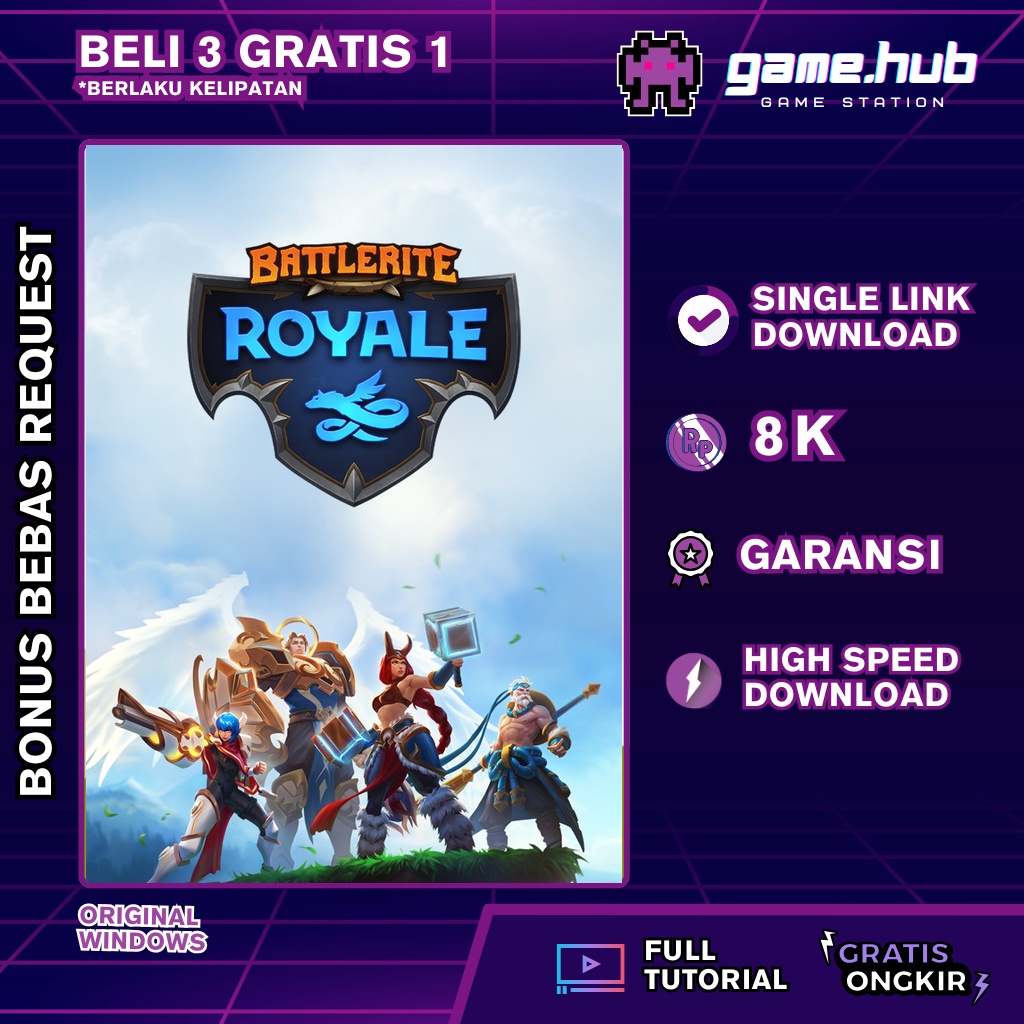 BELI 3 GRATIS 1
*BERLAKU KELIPATAN
game.hub
GAME STATION
BONUS BEBAS REQUEST
BATTLERITE
ROYALE
SINGLE LINK
DOWNLOAD
Rp
8K
GARANSI
HIGH SPEED
DOWNLOAD
ORIGINAL
WINDOWS
FULL
TUTORIAL
GRATIS
ONGKIR